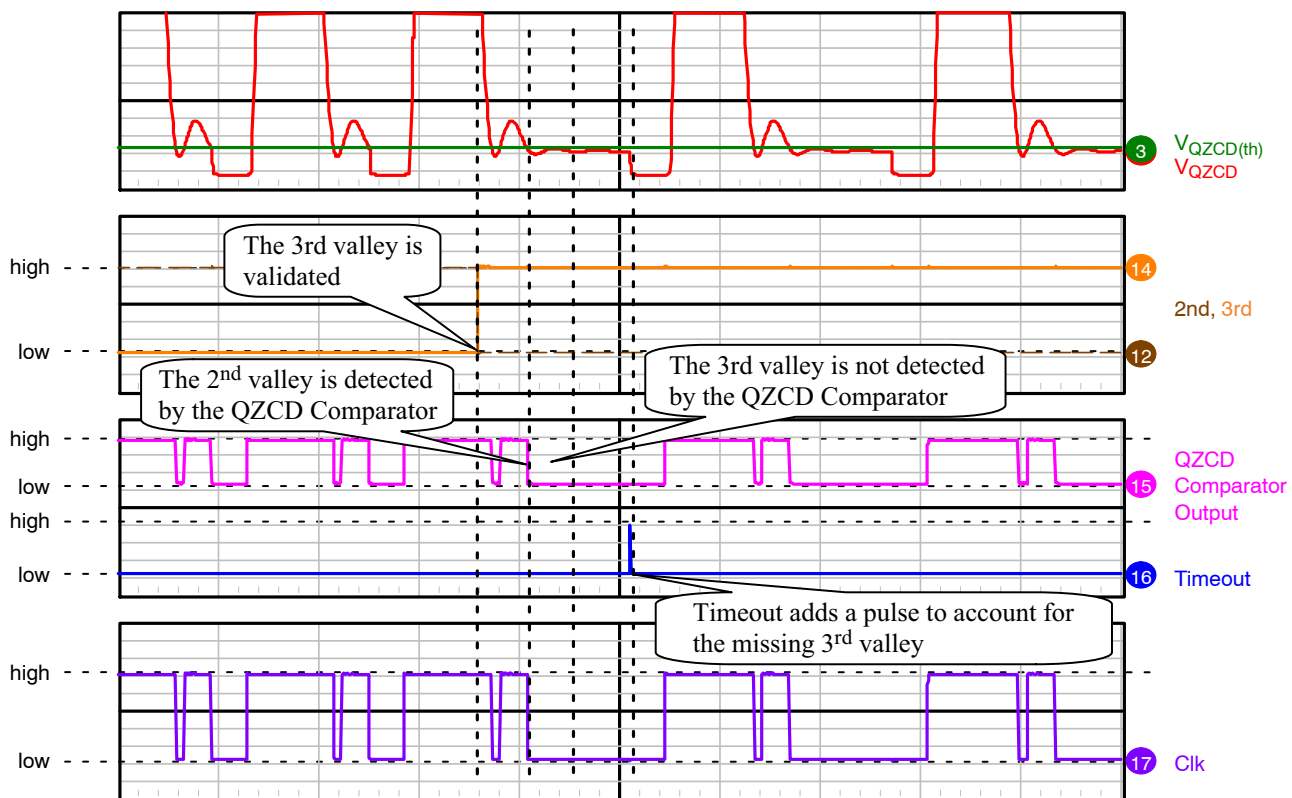 3
V_QZCD(th)
V_QZCD
The 3rd valley is
validated
high
14
2nd, 3rd
low
12
The 2nd valley is detected
by the QZCD Comparator
The 3rd valley is not detected
by the QZCD Comparator
high
low
15
QZCD
Comparator
Output
high
low
16
Timeout
Timeout adds a pulse to account for
the missing 3rd valley
high
low
17
Clk